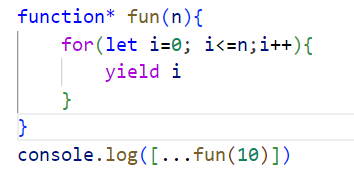 function* fun(n){
    for(let i=0; i<=n;i++){
        yield i
    }
}
console.log([...fun(10)])